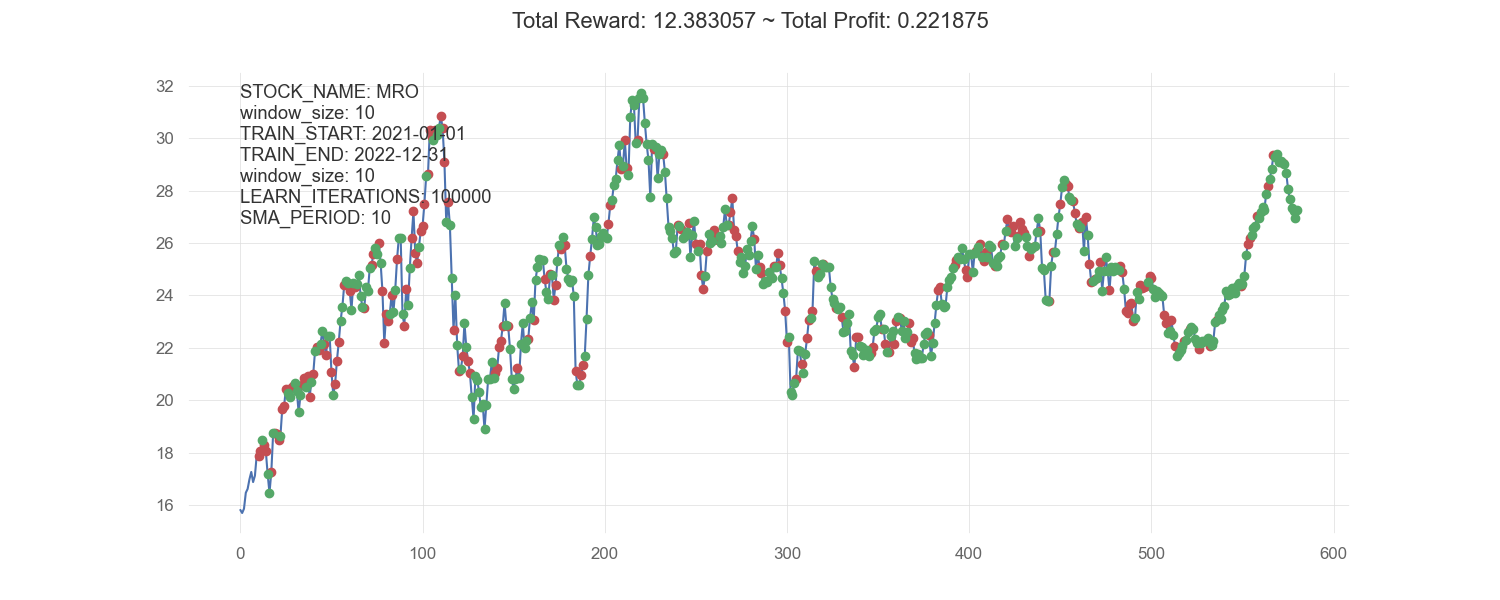 Total Reward: 12.383057 ~ Total Profit: 0.221875
32
30
28
26
24
22
20
18
16
STOCK_NAME: MRO
window_size: 10
TRAIN_START: 2021-01-01
TRAIN_END: 2022-12-31
window_size: 10
LEARN_ITERATIONS: 100000
SMA_PERIOD: 10
0 100 200 300 400 500 600